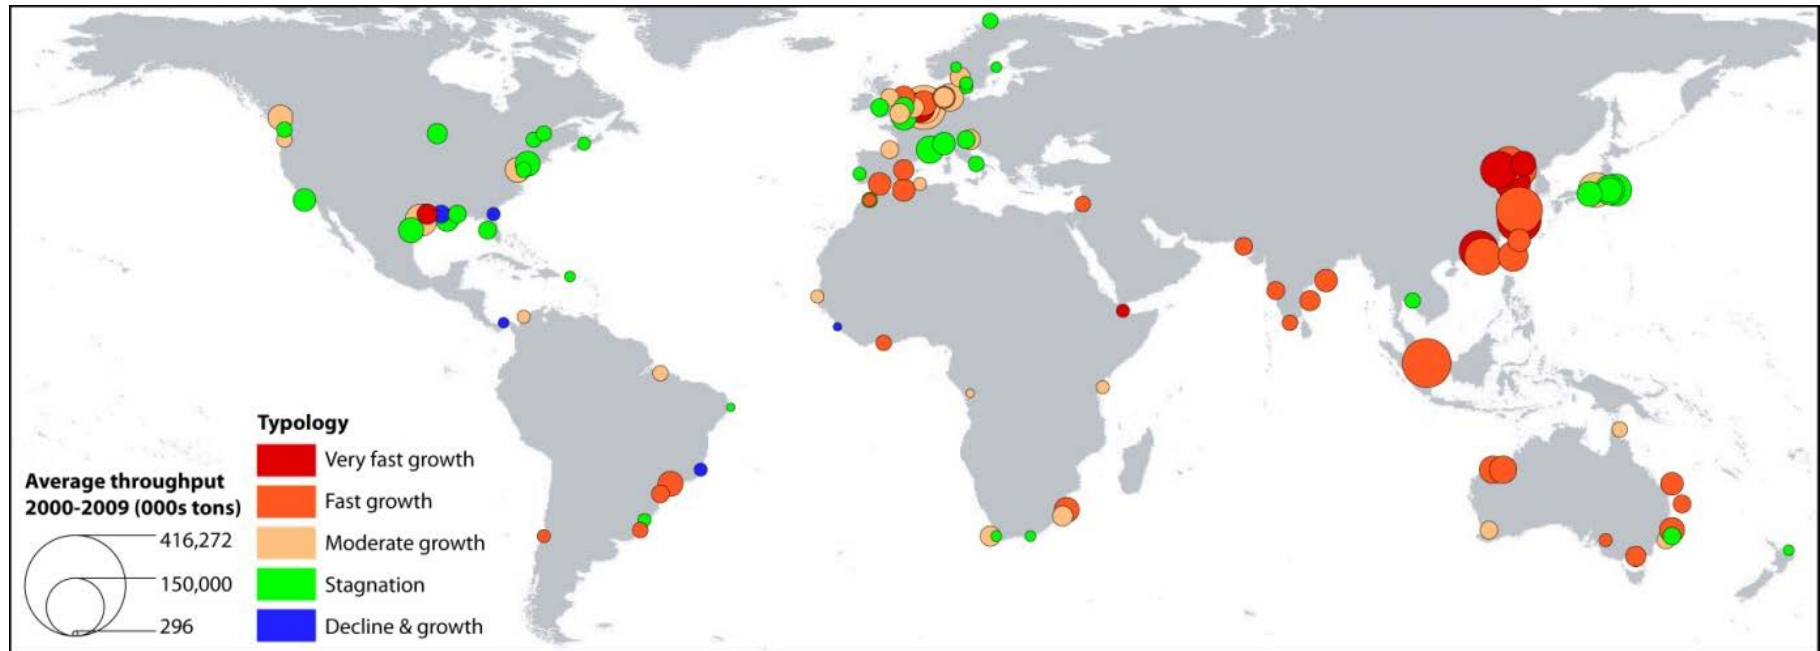 Typology
Very fast growth
Fast growth
Moderate growth
Stagnation
Decline & growth
Average throughput
2000-2009 (000s tons)
416,272
150,000
296